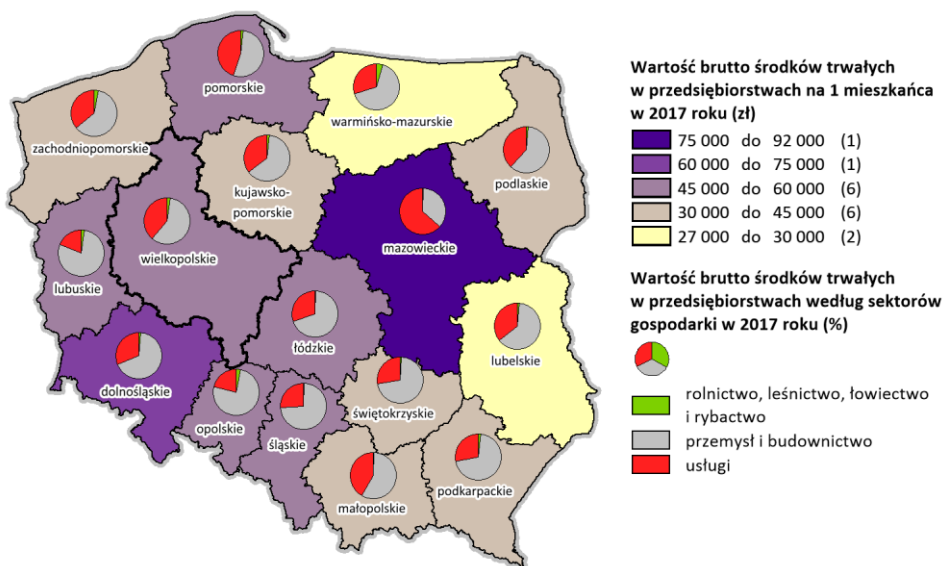 pomorskie
warmińsko-mazurskie
zachodniopomorskie
podlaskie
kujawsko-
pomorskie
mazowieckie
wielkopolskie
lubuskie
łódzkie
lubelskie
dolnośląskie
opolskie
śląskie
świętokrzyskie
małopolskie
podkarpackie
Wartość brutto środków trwałych
w przedsiębiorstwach na 1 mieszkańca
w 2017 roku (zł)
75 000 do 92 000 (1)
60 000 do 75 000 (1)
45 000 do 60 000 (6)
30 000 do 45 000 (6)
27 000 do 30 000 (2)
Wartość brutto środków trwałych
w przedsiębiorstwach według sektorów
gospodarki w 2017 roku (%)
rolnictwo, leśnictwo, łowiectwo
i rybactwo
przemysł i budownictwo
usługi